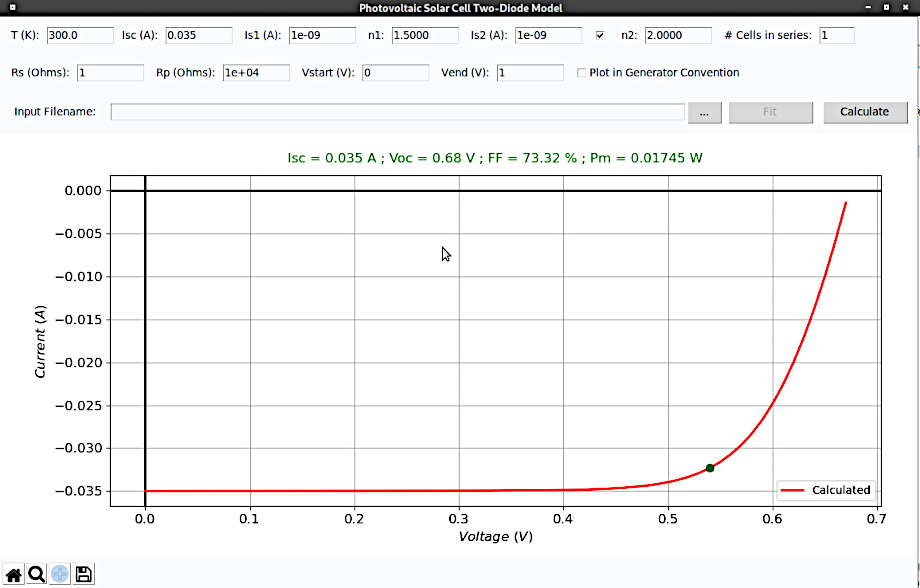 Photovoltaic Solar Cell Two-Diode Model
T (K): 300.0 Isc (A): 0.035 Is1 (A): 1e-09 n1: 1.5000 Is2 (A): 1e-09 n2: 2.0000 # Cells in series: 1
Rs (Ohms): 1 Rp (Ohms): 1e+04 Vstart (V): 0 Vend (V): 1 Plot in Generator Convention
Input Filename: ... Fit Calculate
Isc = 0.035 A ; Voc = 0.68 V ; FF = 73.32 % ; Pm = 0.01745 W
0.000
−0.005
−0.010
−0.015
−0.020
−0.025
−0.030
−0.035
Current (A)
Calculated
0.0 0.1 0.2 0.3 0.4 0.5 0.6 0.7
Voltage (V)